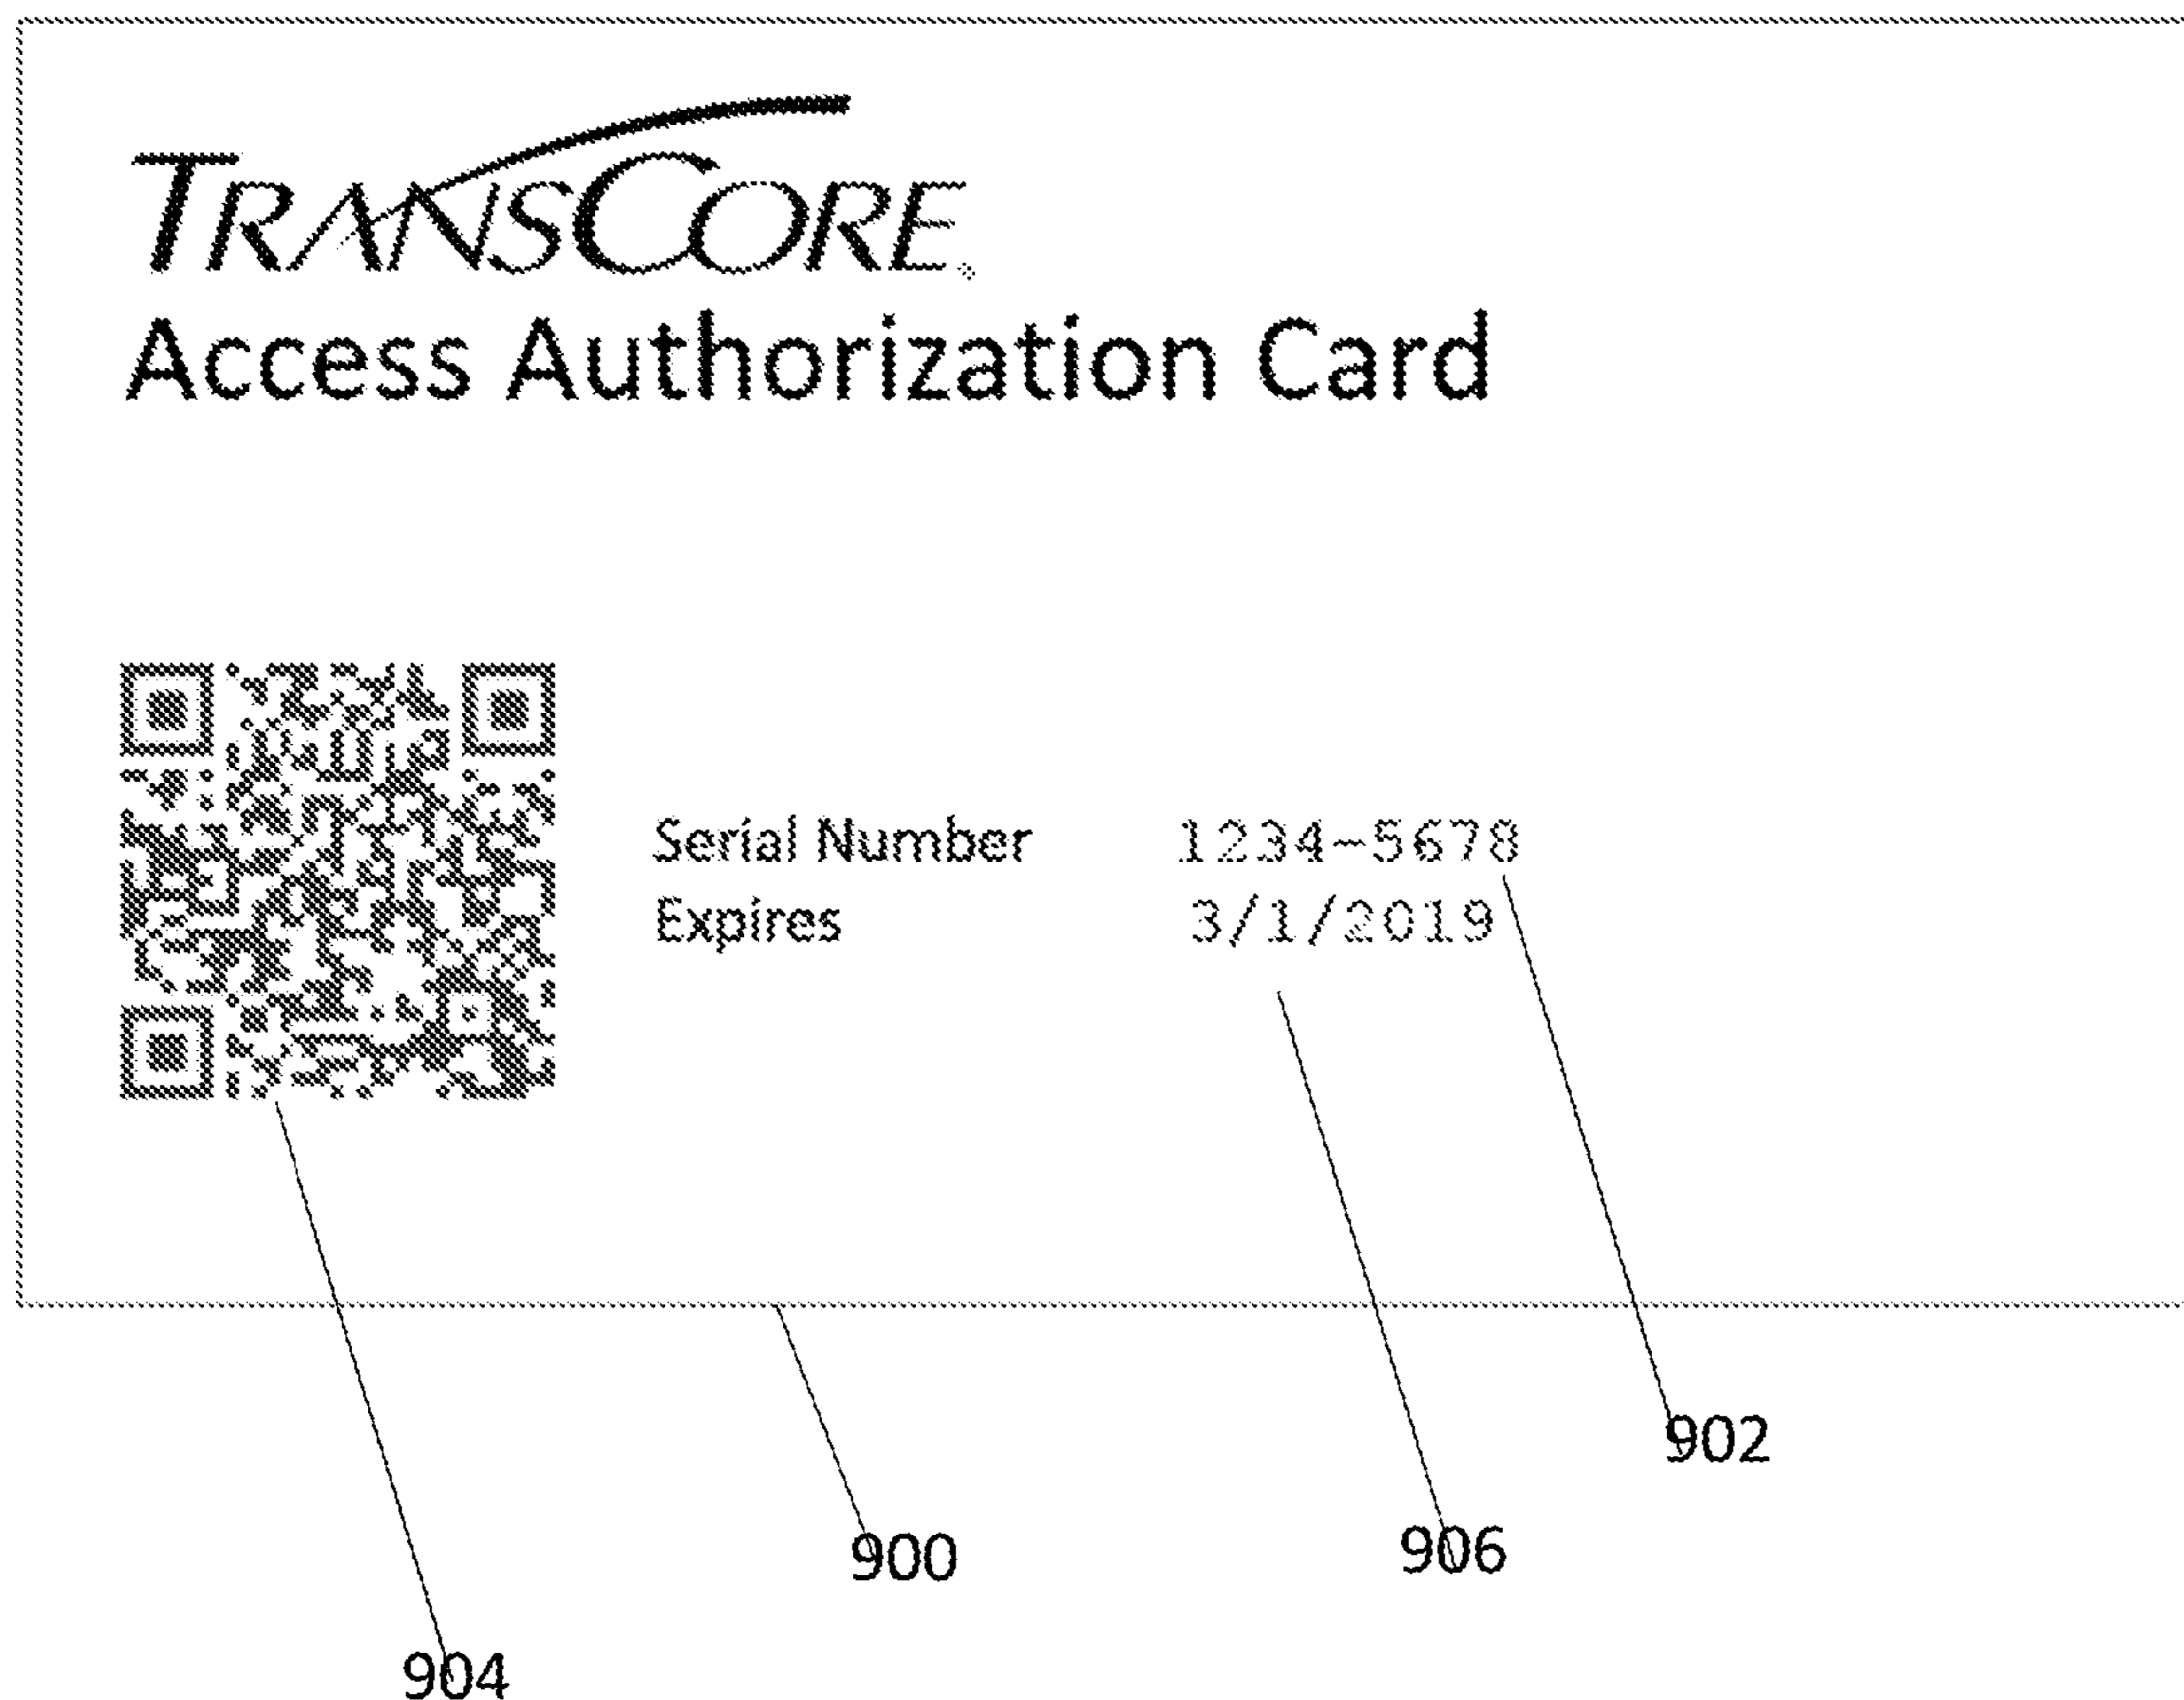 TRANSCORE
Access Authorization Card
Serial Number 1234-5678
Expires 3/1/2019
902
906
900
904